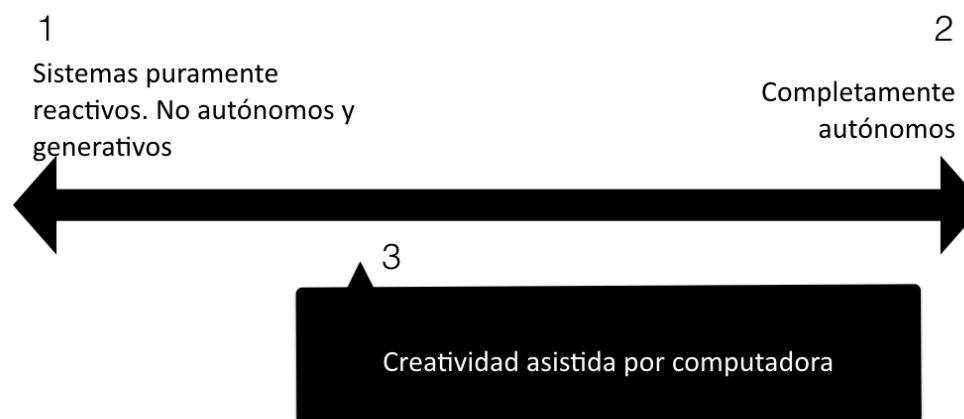 1
Sistemas puramente
reactivos. No autónomos y
generativos
2
Completamente
autónomos
3
Creatividad asistida por computadora